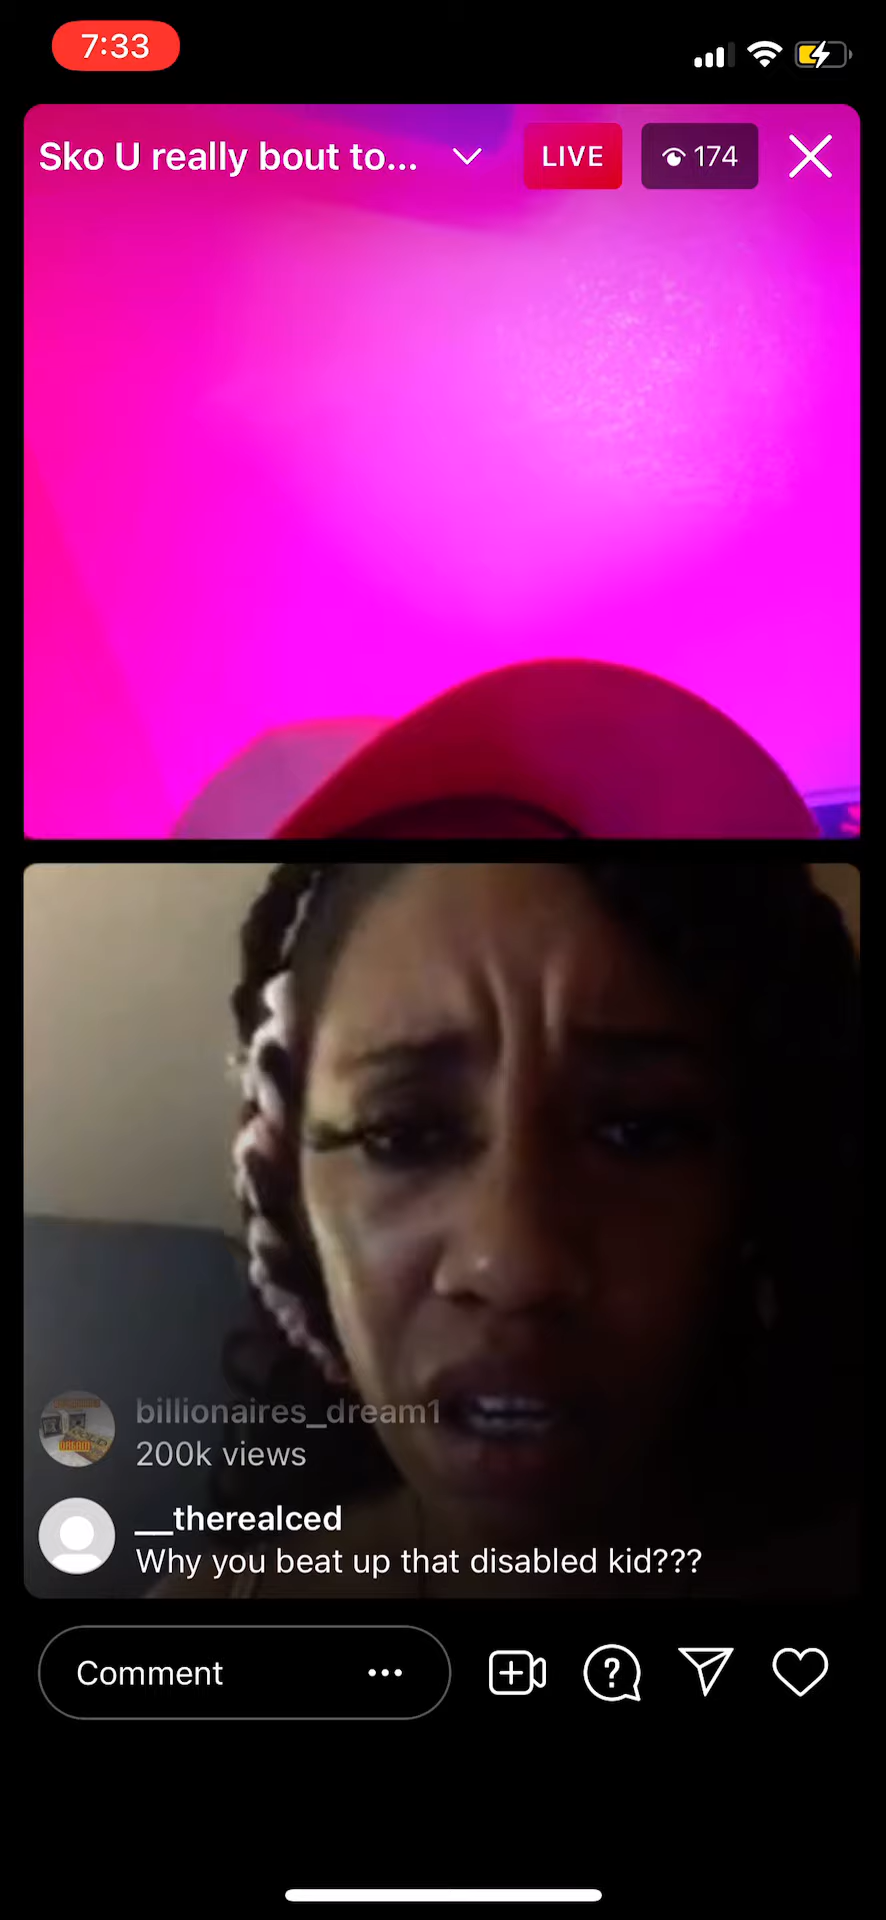 7:33
Sko U really bout to...
LIVE
174
billionaires_dream1
200k views
__therealced
Why you beat up that disabled kid???
Comment